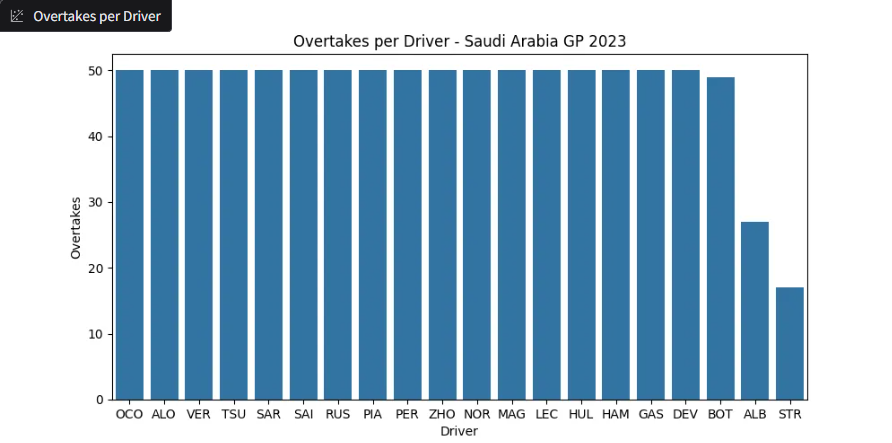 Overtakes per Driver
Overtakes per Driver - Saudi Arabia GP 2023
50
40
30
20
10
0
Overtakes
OCO ALO VER TSU SAR SAI RUS PIA PER ZHO NOR MAG LEC HUL HAM GAS DEV BOT ALB STR
Driver